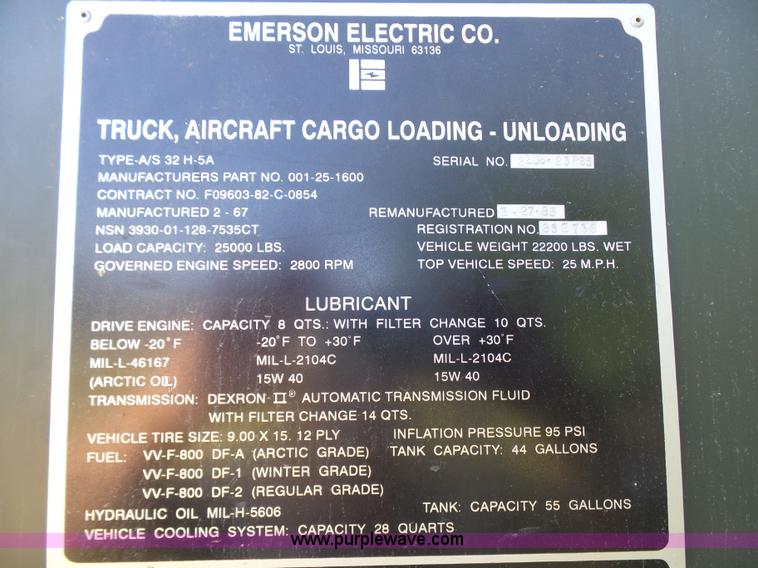 EMERSON ELECTRIC CO.
ST. LOUIS, MISSOURI 63136
TRUCK, AIRCRAFT CARGO LOADING - UNLOADING
TYPE-A/S 32 H-5A SERIAL NO.
MANUFACTURERS PART NO. 001-25-1600
CONTRACT NO. F09603-82-C-0854
MANUFACTURED 2 - 67 REMANUFACTURED 3-27-85
NSN 3930-01-128-7535CT REGISTRATION NO.
LOAD CAPACITY: 25000 LBS. VEHICLE WEIGHT 22200 LBS. WET
GOVERNED ENGINE SPEED: 2800 RPM TOP VEHICLE SPEED: 25 M.P.H.
LUBRICANT
DRIVE ENGINE: CAPACITY 8 QTS.: WITH FILTER CHANGE 10 QTS.
BELOW -20°F -20°F TO +30°F OVER +30°F
MIL-L-46167 MIL-L-2104C MIL-L-2104C
(ARCTIC OIL) 15W 40 15W 40
TRANSMISSION: DEXRON II® AUTOMATIC TRANSMISSION FLUID
WITH FILTER CHANGE 14 QTS.
VEHICLE TIRE SIZE: 9.00 X 15. 12 PLY INFLATION PRESSURE 95 PSI
FUEL: VV-F-800 DF-A (ARCTIC GRADE) TANK CAPACITY: 44 GALLONS
VV-F-800 DF-1 (WINTER GRADE)
VV-F-800 DF-2 (REGULAR GRADE)
HYDRAULIC OIL MIL-H-5606 TANK: CAPACITY 55 GALLONS
VEHICLE COOLING SYSTEM: CAPACITY 28 QUARTS
www.purplewave.com